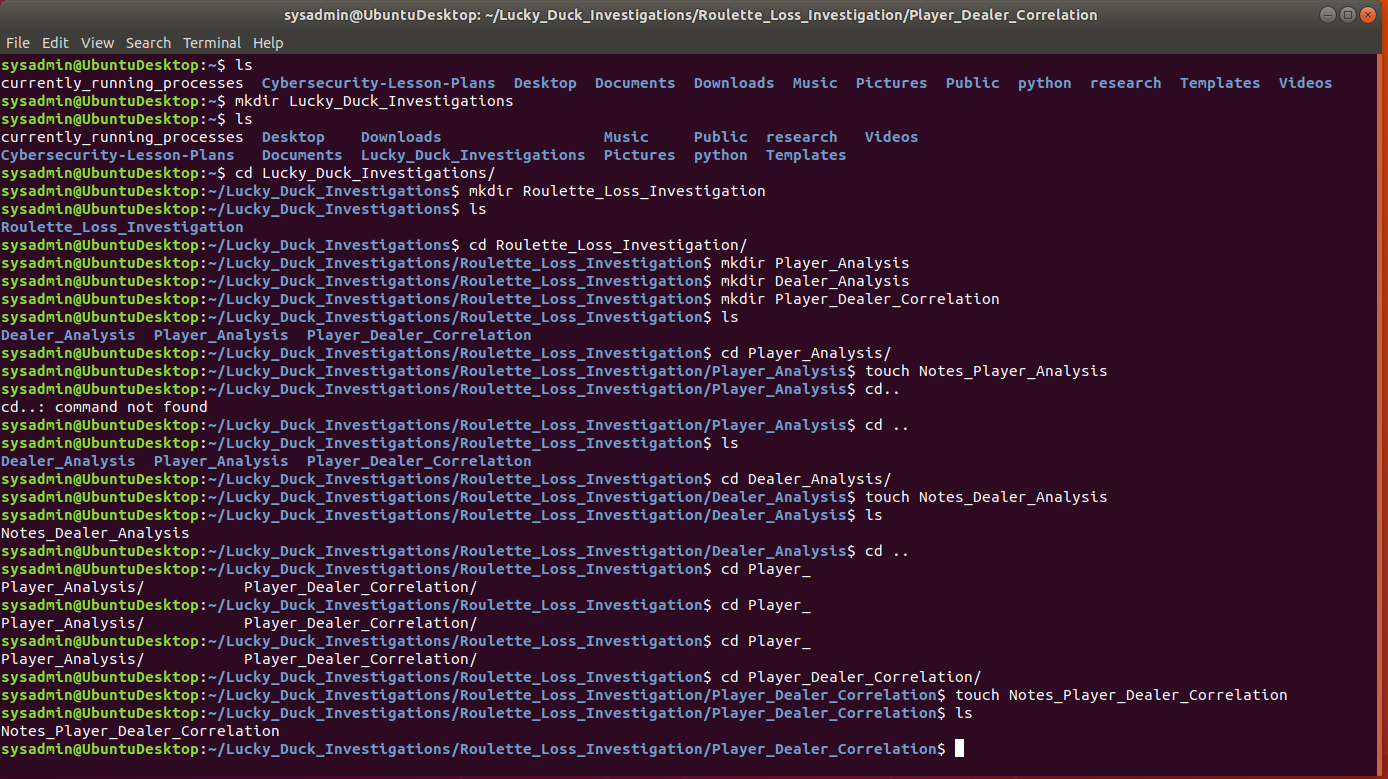 sysadmin@UbuntuDesktop: ~/Lucky_Duck_Investigations/Roulette_Loss_Investigation/Player_Dealer_Correlation
File Edit View Search Terminal Help
sysadmin@UbuntuDesktop:~$ ls
currently_running_processes  Cybersecurity-Lesson-Plans  Desktop  Documents  Downloads  Music  Pictures  Public  python  research  Templates  Videos
sysadmin@UbuntuDesktop:~$ mkdir Lucky_Duck_Investigations
sysadmin@UbuntuDesktop:~$ ls
currently_running_processes  Desktop    Downloads                  Music     Public  research   Videos
Cybersecurity-Lesson-Plans   Documents  Lucky_Duck_Investigations  Pictures  python  Templates
sysadmin@UbuntuDesktop:~$ cd Lucky_Duck_Investigations/
sysadmin@UbuntuDesktop:~/Lucky_Duck_Investigations$ mkdir Roulette_Loss_Investigation
sysadmin@UbuntuDesktop:~/Lucky_Duck_Investigations$ ls
Roulette_Loss_Investigation
sysadmin@UbuntuDesktop:~/Lucky_Duck_Investigations$ cd Roulette_Loss_Investigation/
sysadmin@UbuntuDesktop:~/Lucky_Duck_Investigations/Roulette_Loss_Investigation$ mkdir Player_Analysis
sysadmin@UbuntuDesktop:~/Lucky_Duck_Investigations/Roulette_Loss_Investigation$ mkdir Dealer_Analysis
sysadmin@UbuntuDesktop:~/Lucky_Duck_Investigations/Roulette_Loss_Investigation$ mkdir Player_Dealer_Correlation
sysadmin@UbuntuDesktop:~/Lucky_Duck_Investigations/Roulette_Loss_Investigation$ ls
Dealer_Analysis  Player_Analysis  Player_Dealer_Correlation
sysadmin@UbuntuDesktop:~/Lucky_Duck_Investigations/Roulette_Loss_Investigation$ cd Player_Analysis/
sysadmin@UbuntuDesktop:~/Lucky_Duck_Investigations/Roulette_Loss_Investigation/Player_Analysis$ touch Notes_Player_Analysis
sysadmin@UbuntuDesktop:~/Lucky_Duck_Investigations/Roulette_Loss_Investigation/Player_Analysis$ cd..
cd..: command not found
sysadmin@UbuntuDesktop:~/Lucky_Duck_Investigations/Roulette_Loss_Investigation/Player_Analysis$ cd ..
sysadmin@UbuntuDesktop:~/Lucky_Duck_Investigations/Roulette_Loss_Investigation$ ls
Dealer_Analysis  Player_Analysis  Player_Dealer_Correlation
sysadmin@UbuntuDesktop:~/Lucky_Duck_Investigations/Roulette_Loss_Investigation$ cd Dealer_Analysis/
sysadmin@UbuntuDesktop:~/Lucky_Duck_Investigations/Roulette_Loss_Investigation/Dealer_Analysis$ touch Notes_Dealer_Analysis
sysadmin@UbuntuDesktop:~/Lucky_Duck_Investigations/Roulette_Loss_Investigation/Dealer_Analysis$ ls
Notes_Dealer_Analysis
sysadmin@UbuntuDesktop:~/Lucky_Duck_Investigations/Roulette_Loss_Investigation/Dealer_Analysis$ cd ..
sysadmin@UbuntuDesktop:~/Lucky_Duck_Investigations/Roulette_Loss_Investigation$ cd Player_
Player_Analysis/           Player_Dealer_Correlation/
sysadmin@UbuntuDesktop:~/Lucky_Duck_Investigations/Roulette_Loss_Investigation$ cd Player_
Player_Analysis/           Player_Dealer_Correlation/
sysadmin@UbuntuDesktop:~/Lucky_Duck_Investigations/Roulette_Loss_Investigation$ cd Player_
Player_Analysis/           Player_Dealer_Correlation/
sysadmin@UbuntuDesktop:~/Lucky_Duck_Investigations/Roulette_Loss_Investigation$ cd Player_Dealer_Correlation/
sysadmin@UbuntuDesktop:~/Lucky_Duck_Investigations/Roulette_Loss_Investigation/Player_Dealer_Correlation$ touch Notes_Player_Dealer_Correlation
sysadmin@UbuntuDesktop:~/Lucky_Duck_Investigations/Roulette_Loss_Investigation/Player_Dealer_Correlation$ ls
Notes_Player_Dealer_Correlation
sysadmin@UbuntuDesktop:~/Lucky_Duck_Investigations/Roulette_Loss_Investigation/Player_Dealer_Correlation$